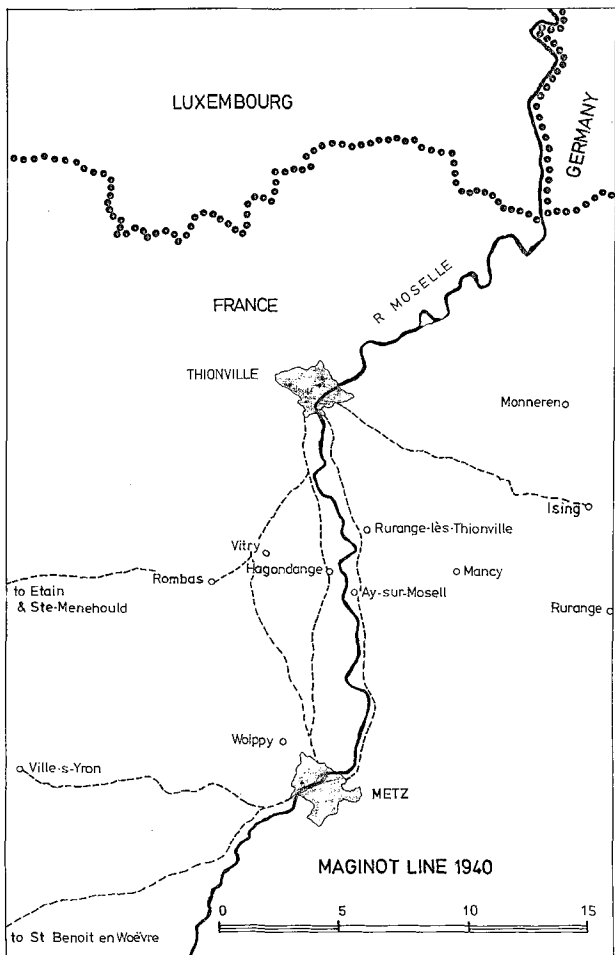 LUXEMBOURG
GERMANY
R MOSELLE
FRANCE
THIONVILLE
Monneren
Ising
Rurange-lès-Thionville
Vitry
Hagondange
Mancy
Rombas
to Etain
& Ste-Menehould
Ay-sur-Mosell
Rurange
Woippy
Ville-s-Yron
METZ
MAGINOT LINE 1940
0 5 10 15
to St Benoit en Woëvre